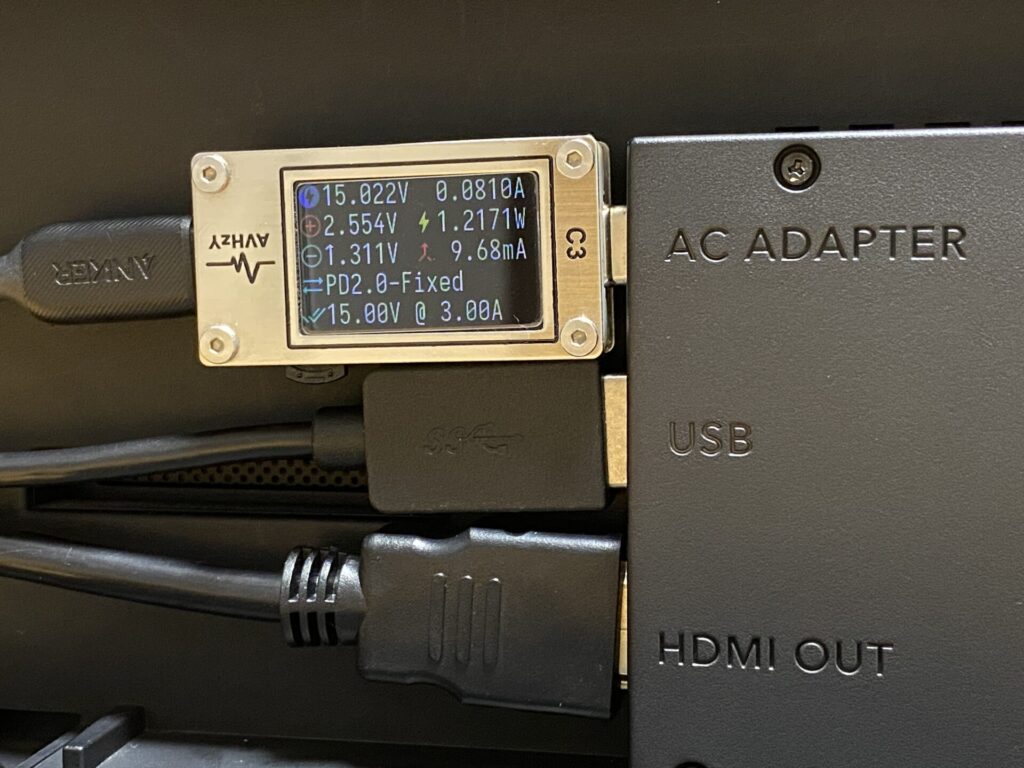 15.022V 0.0810A
2.554V 1.2171W
1.311V 9.68mA
PD2.0-Fixed
15.00V @ 3.00A
AVHzY
C3
ANKER
AC ADAPTER
USB
HDMI OUT